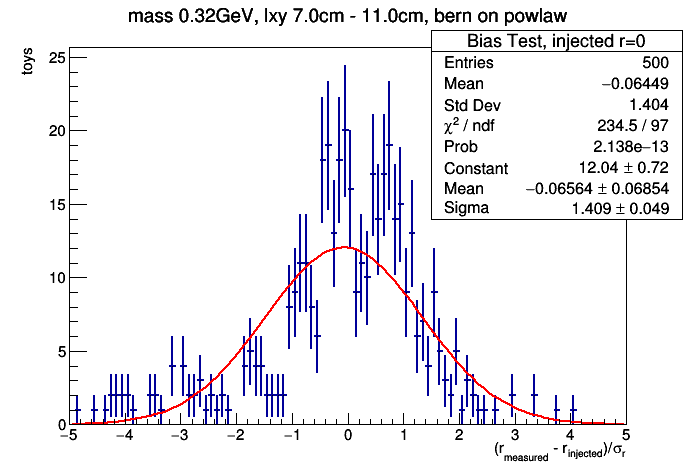 mass 0.32GeV, lxy 7.0cm - 11.0cm, bern on powlaw
Bias Test, injected r=0
Entries 500
Mean −0.06449
Std Dev 1.404
χ² / ndf 234.5 / 97
Prob 2.138e−13
Constant 12.04 ± 0.72
Mean −0.06564 ± 0.06854
Sigma 1.409 ± 0.049
toys
25
20
15
10
5
0
−5 −4 −3 −2 −1 0 1 2 3 4 5
(r_measured - r_injected)/σ_r